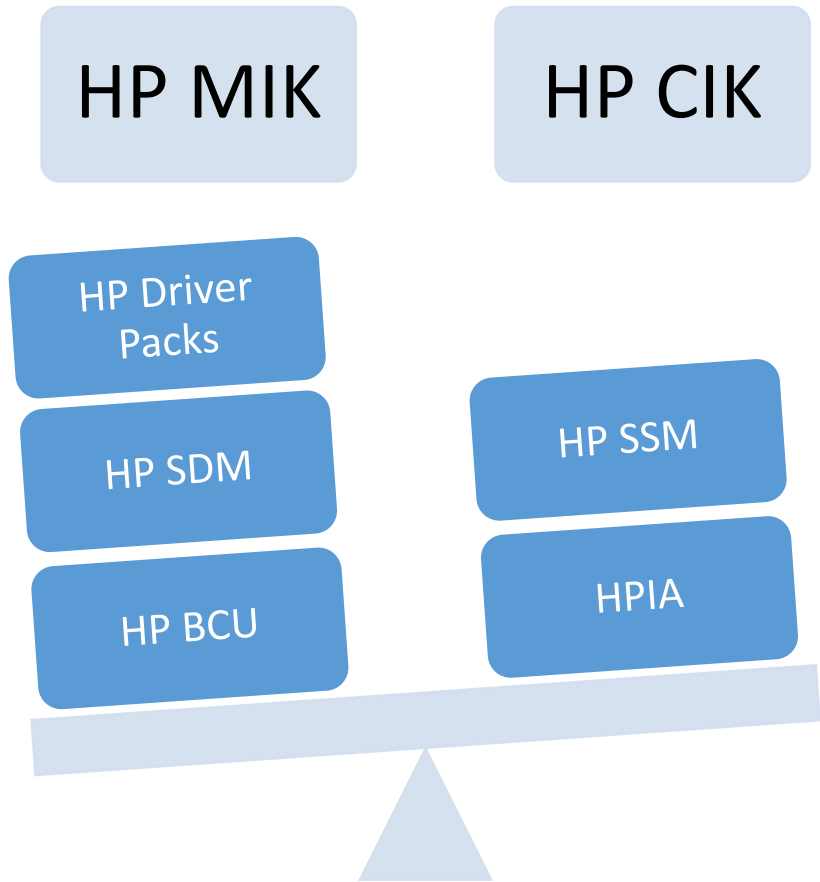 HP MIK
HP CIK
HP Driver
Packs
HP SDM
HP BCU
HP SSM
HPIA